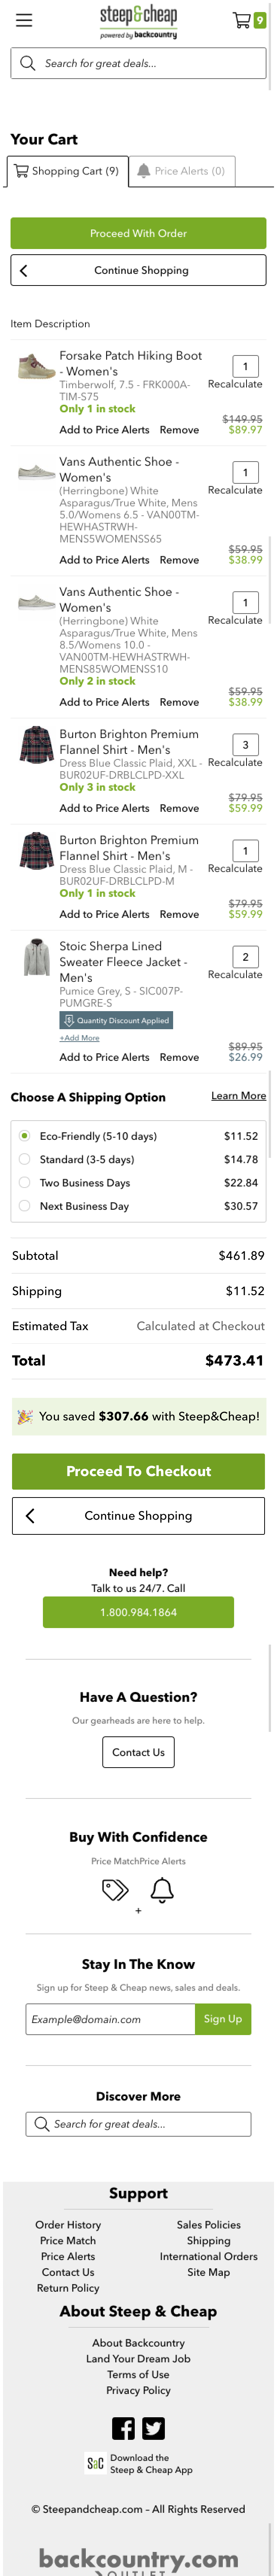 steep&cheap
powered by backcountry
9
Search for great deals...
Your Cart
Shopping Cart (9)
Price Alerts (0)
Proceed With Order
Continue Shopping
Item Description
Forsake Patch Hiking Boot
- Women's
1
Recalculate
Timberwolf, 7.5 - FRK000A-
TIM-S75
Only 1 in stock
$149.95
Add to Price Alerts Remove
$89.97
Vans Authentic Shoe -
Women's
1
Recalculate
(Herringbone) White
Asparagus/True White, Mens
5.0/Womens 6.5 - VAN00TM-
HEWHASTRWH-
MENS5WOMENSS65
$59.95
Add to Price Alerts Remove
$38.99
Vans Authentic Shoe -
Women's
1
Recalculate
(Herringbone) White
Asparagus/True White, Mens
8.5/Womens 10.0 -
VAN00TM-HEWHASTRWH-
MENS85WOMENSS10
Only 2 in stock
$59.95
Add to Price Alerts Remove
$38.99
Burton Brighton Premium
Flannel Shirt - Men's
3
Recalculate
Dress Blue Classic Plaid, XXL -
BUR02UF-DRBLCLPD-XXL
Only 3 in stock
$79.95
Add to Price Alerts Remove
$59.99
Burton Brighton Premium
Flannel Shirt - Men's
1
Recalculate
Dress Blue Classic Plaid, M -
BUR02UF-DRBLCLPD-M
Only 1 in stock
$79.95
Add to Price Alerts Remove
$59.99
Stoic Sherpa Lined
Sweater Fleece Jacket -
Men's
2
Recalculate
Pumice Grey, S - SIC007P-
PUMGRE-S
Quantity Discount Applied
+Add More
$89.95
Add to Price Alerts Remove
$26.99
Choose A Shipping Option
Learn More
Eco-Friendly (5-10 days) $11.52
Standard (3-5 days) $14.78
Two Business Days $22.84
Next Business Day $30.57
Subtotal $461.89
Shipping $11.52
Estimated Tax Calculated at Checkout
Total $473.41
You saved $307.66 with Steep&Cheap!
Proceed To Checkout
Continue Shopping
Need help?
Talk to us 24/7. Call
1.800.984.1864
Have A Question?
Our gearheads are here to help.
Contact Us
Buy With Confidence
Price MatchPrice Alerts
+
Stay In The Know
Sign up for Steep & Cheap news, sales and deals.
Example@domain.com
Sign Up
Discover More
Search for great deals...
Support
Order History
Price Match
Price Alerts
Contact Us
Return Policy
Sales Policies
Shipping
International Orders
Site Map
About Steep & Cheap
About Backcountry
Land Your Dream Job
Terms of Use
Privacy Policy
S&C
Download the
Steep & Cheap App
© Steepandcheap.com – All Rights Reserved
backcountry.com
OUTLET